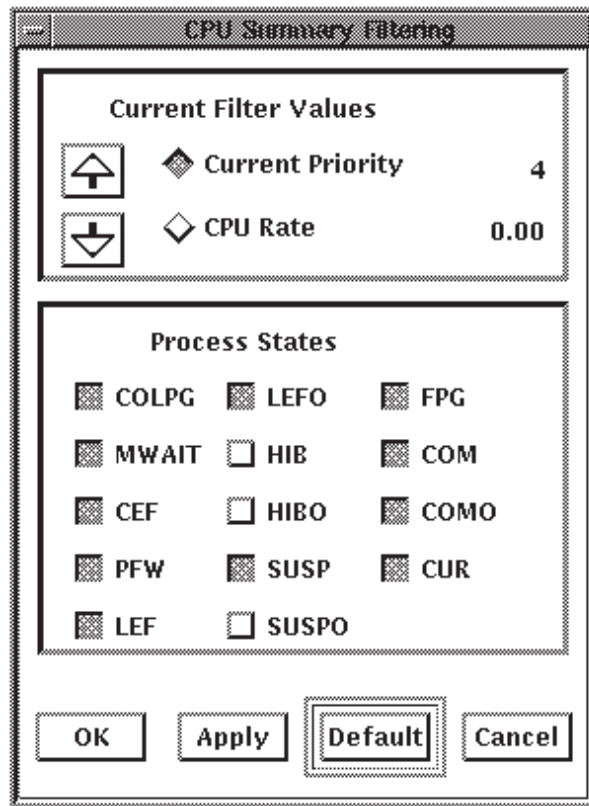 CPU Summary Filtering
Current Filter Values
Current Priority 4
CPU Rate 0.00
Process States
COLPG LEFO FPG
MWAIT HIB COM
CEF HIBO COMO
PFW SUSP CUR
LEF SUSPO
OK Apply Default Cancel